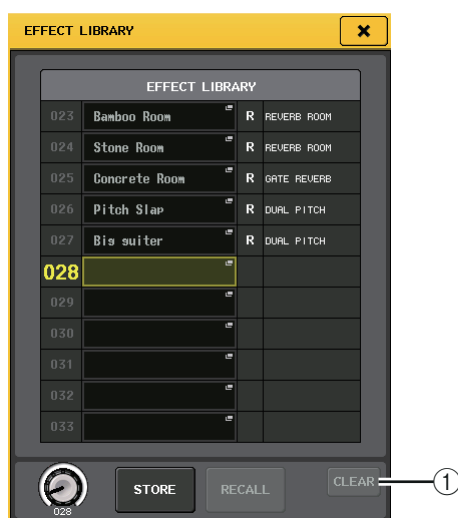 EFFECT LIBRARY
EFFECT LIBRARY
023 Bamboo Room R REVERB ROOM
024 Stone Room R REVERB ROOM
025 Concrete Room R GATE REVERB
026 Pitch Slap R DUAL PITCH
027 Big guiter R DUAL PITCH
028
029
030
031
032
033
STORE RECALL CLEAR ①
028